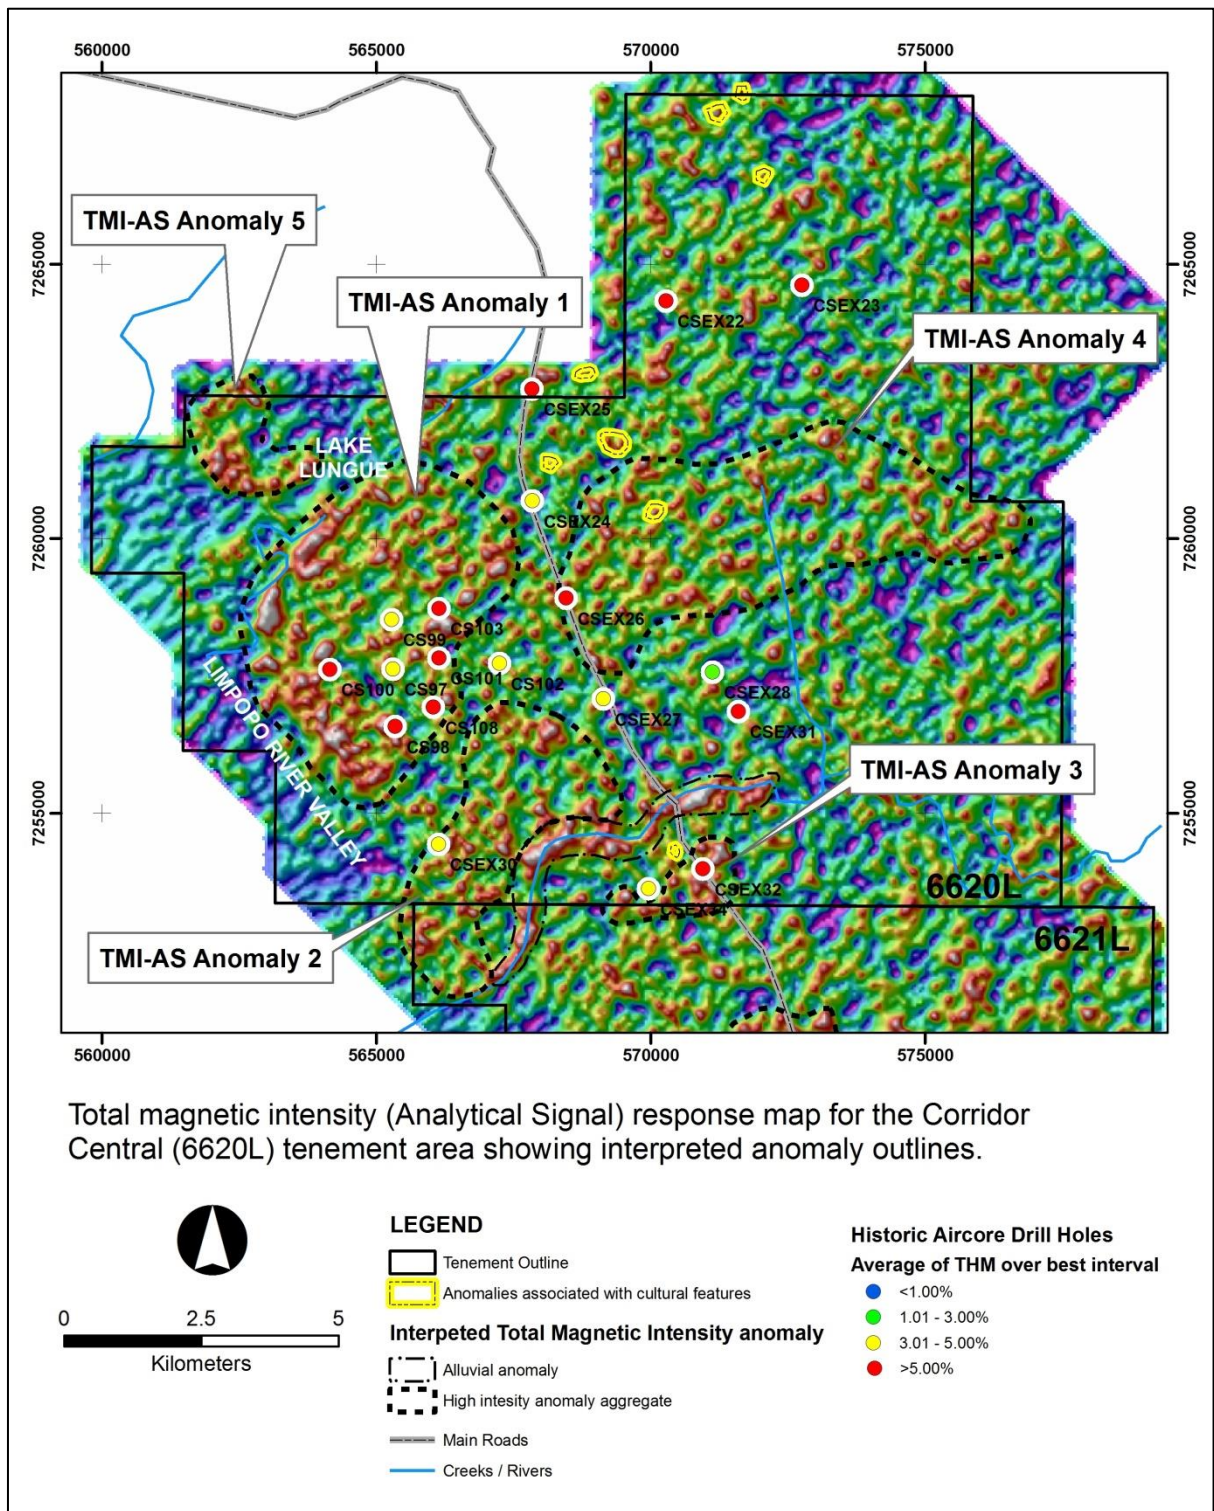 560000 565000 570000 575000
7265000 7265000
7260000 7260000
7255000 7255000
TMI-AS Anomaly 5
TMI-AS Anomaly 1
TMI-AS Anomaly 4
CSEX22
CSEX23
CSEX25
LAKE
LUNGUE
CSEX24
CSEX26
CS99
CS103
CS100
CS97
CS101
CS102
CSEX28
CSEX27
CSEX31
CS108
CS98
LIMPOPO RIVER VALLEY
TMI-AS Anomaly 3
CSEX30
CSEX32
CSEX34
6620L
6621L
TMI-AS Anomaly 2
560000 565000 570000 575000
Total magnetic intensity (Analytical Signal) response map for the Corridor
Central (6620L) tenement area showing interpreted anomaly outlines.
0 2.5 5
Kilometers
LEGEND
Tenement Outline
Anomalies associated with cultural features
Interpeted Total Magnetic Intensity anomaly
Alluvial anomaly
High intesity anomaly aggregate
Main Roads
Creeks / Rivers
Historic Aircore Drill Holes
Average of THM over best interval
<1.00%
1.01 - 3.00%
3.01 - 5.00%
>5.00%